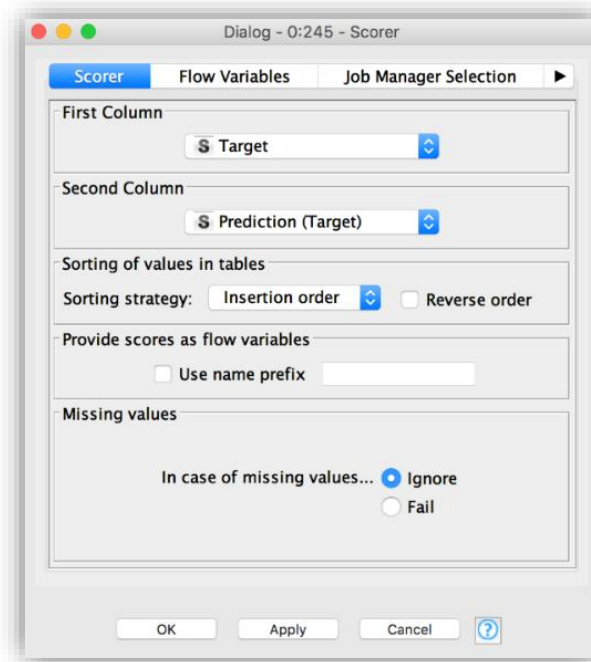 Dialog - 0:245 - Scorer
Scorer Flow Variables Job Manager Selection
First Column
S Target
Second Column
S Prediction (Target)
Sorting of values in tables
Sorting strategy: Insertion order Reverse order
Provide scores as flow variables
Use name prefix
Missing values
In case of missing values... Ignore
Fail
OK Apply Cancel ?